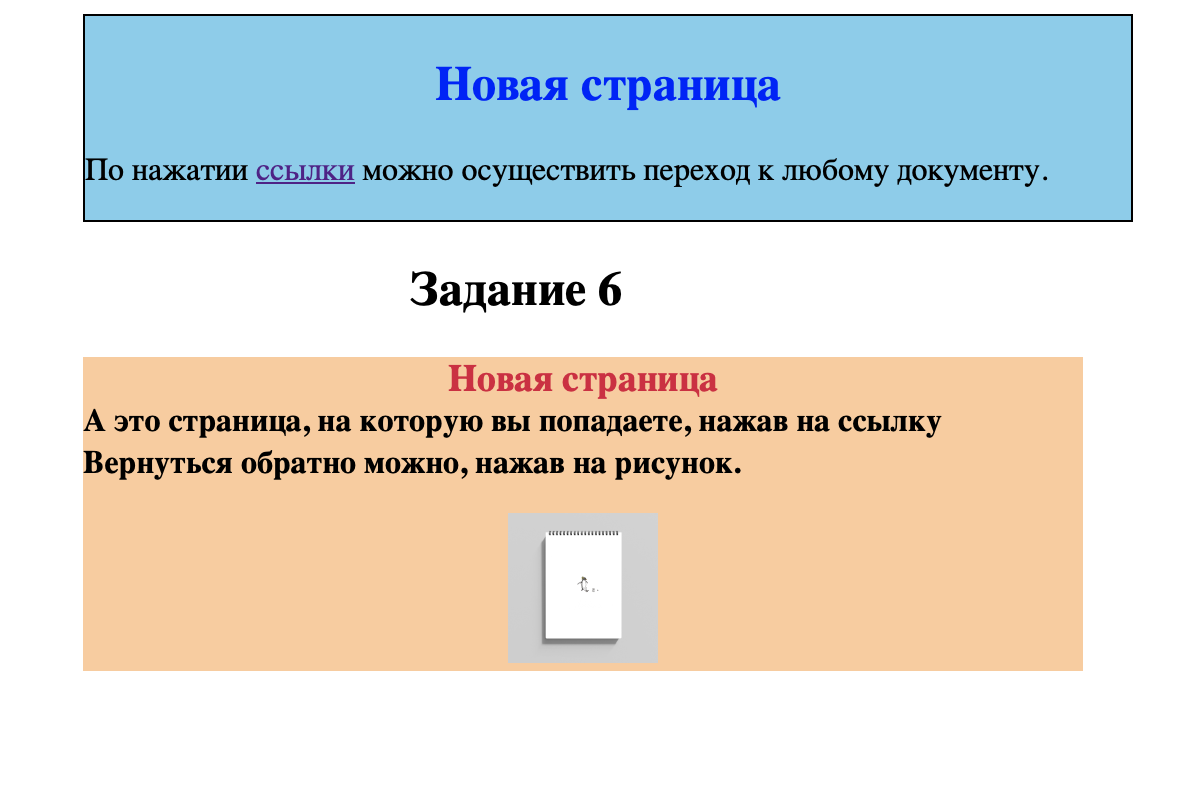 Новая страница
По нажатии ссылки можно осуществить переход к любому документу.
Задание 6
Новая страница
А это страница, на которую вы попадаете, нажав на ссылку
Вернуться обратно можно, нажав на рисунок.